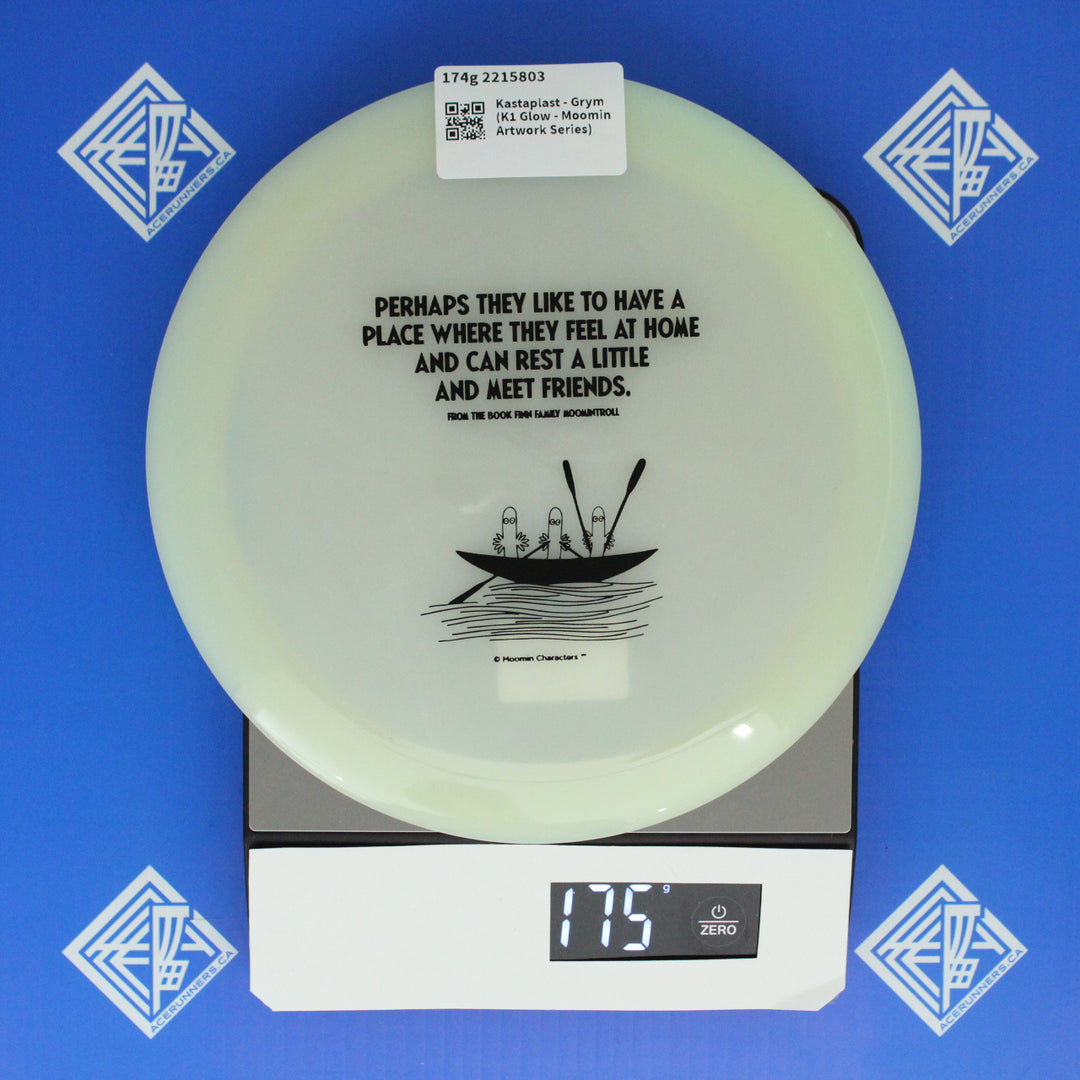 174g 2215803
Kastaplast - Grym
(K1 Glow - Moomin
Artwork Series)
PERHAPS THEY LIKE TO HAVE A
PLACE WHERE THEY FEEL AT HOME
AND CAN REST A LITTLE
AND MEET FRIENDS.
FROM THE BOOK FINN FAMILY MOOMINTROLL
© Moomin Characters ™
175 g
ZERO
ACERUNNERS.CA
ACERUNNERS.CA
ACERUNNERS.CA
ACERUNNERS.CA